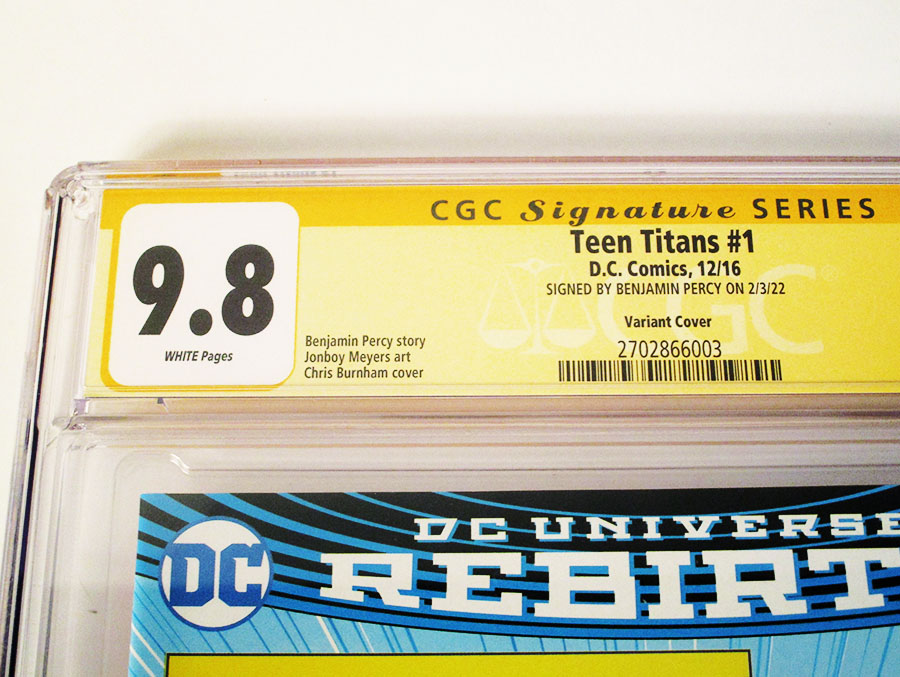 CGC Signature SERIES
9.8
WHITE Pages
Teen Titans #1
D.C. Comics, 12/16
SIGNED BY BENJAMIN PERCY ON 2/3/22
Benjamin Percy story
Jonboy Meyers art
Chris Burnham cover
Variant Cover
2702866003
CGC
DC
DC UNIVERSE
REBIRT